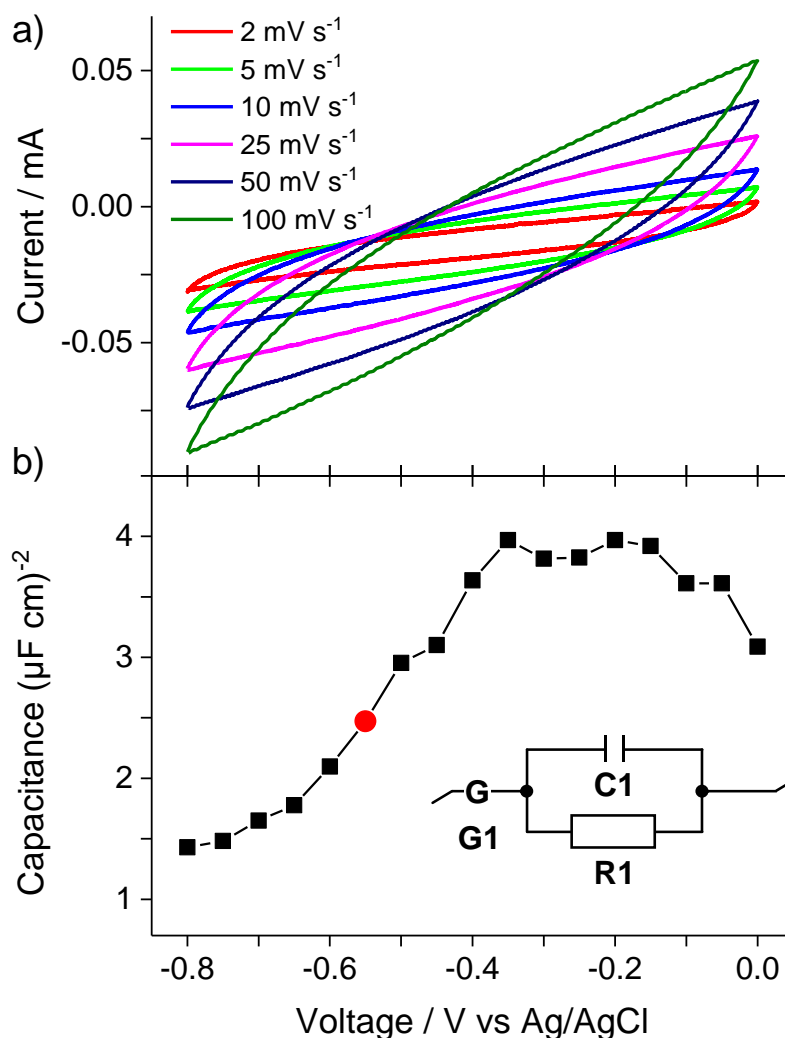 a)
2 mV s⁻¹
5 mV s⁻¹
10 mV s⁻¹
25 mV s⁻¹
50 mV s⁻¹
100 mV s⁻¹
0.05
0.00
-0.05
Current / mA
b)
4
3
2
1
Capacitance (µF cm)⁻²
G
G1
C1
R1
-0.8
-0.6
-0.4
-0.2
0.0
Voltage / V vs Ag/AgCl